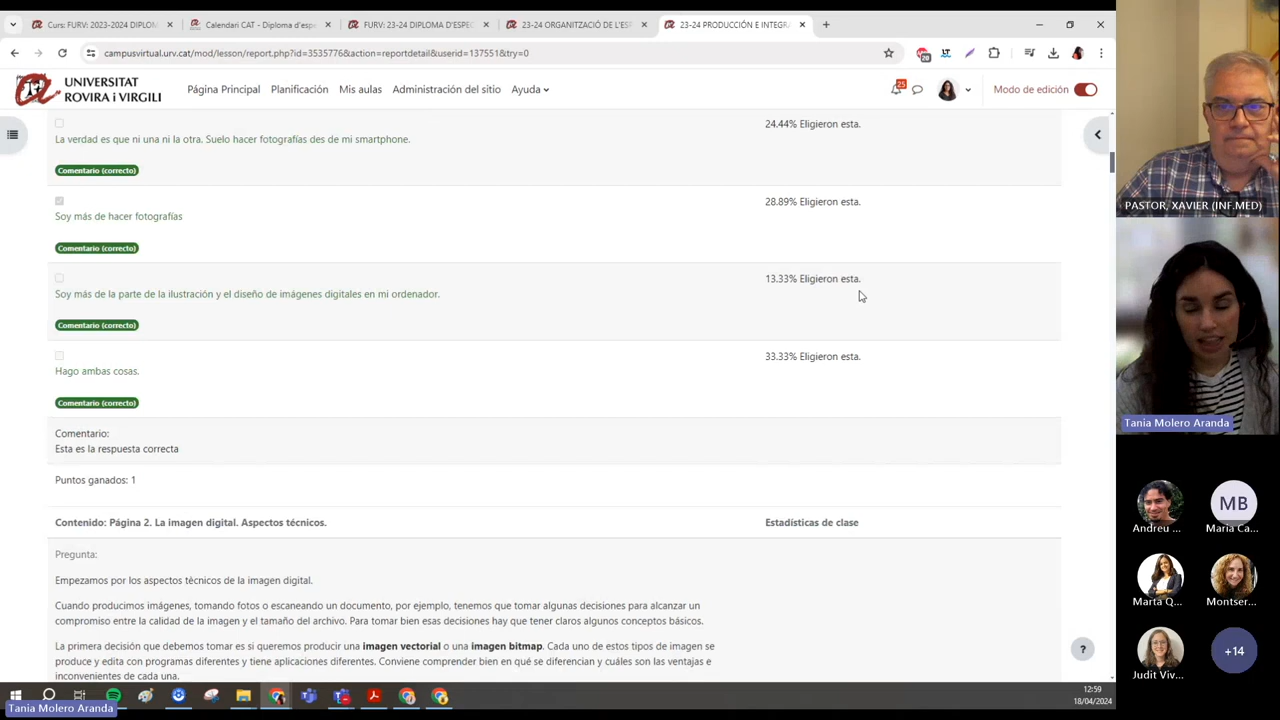 Curs: FURV: 2023-2024 DIPLOM
Calendari CAT - Diploma d'espe
FURV: 23-24 DIPLOMA D'ESPEC
23-24 ORGANITZACIÓ DE L'ESP
23-24 PRODUCCIÓN E INTEGRA
campusvirtual.urv.cat/mod/lesson/report.php?id=3535776&action=reportdetail&userid=137551&try=0
20
UNIVERSITAT
ROVIRA i VIRGILI
Página Principal
Planificación
Mis aulas
Administración del sitio
Ayuda
25
Modo de edición
La verdad es que ni una ni la otra. Suelo hacer fotografías des de mi smartphone.
24.44% Eligieron esta.
Comentario (correcto)
Soy más de hacer fotografías
28.89% Eligieron esta.
Comentario (correcto)
Soy más de la parte de la ilustración y el diseño de imágenes digitales en mi ordenador.
13.33% Eligieron esta.
Comentario (correcto)
Hago ambas cosas.
33.33% Eligieron esta.
Comentario (correcto)
Comentario:
Esta es la respuesta correcta
Puntos ganados: 1
Contenido: Página 2. La imagen digital. Aspectos técnicos.
Estadísticas de clase
Pregunta:
Empezamos por los aspectos técnicos de la imagen digital.
Cuando producimos imágenes, tomando fotos o escaneando un documento, por ejemplo, tenemos que tomar algunas decisiones para alcanzar un
compromiso entre la calidad de la imagen y el tamaño del archivo. Para tomar bien esas decisiones hay que tener claros algunos conceptos básicos.
La primera decisión que debemos tomar es si queremos producir una imagen vectorial o una imagen bitmap. Cada uno de estos tipos de imagen se
produce y edita con programas diferentes y tiene aplicaciones diferentes. Conviene comprender bien en qué se diferencian y cuáles son las ventajas e
inconvenientes de cada una.
?
12:59
18/04/2024
Tania Molero Aranda
PASTOR, XAVIER (INF.MED)
Tania Molero Aranda
Andreu ...
MB
Maria Ca...
Marta Q...
Montser...
Judit Viv...
+14